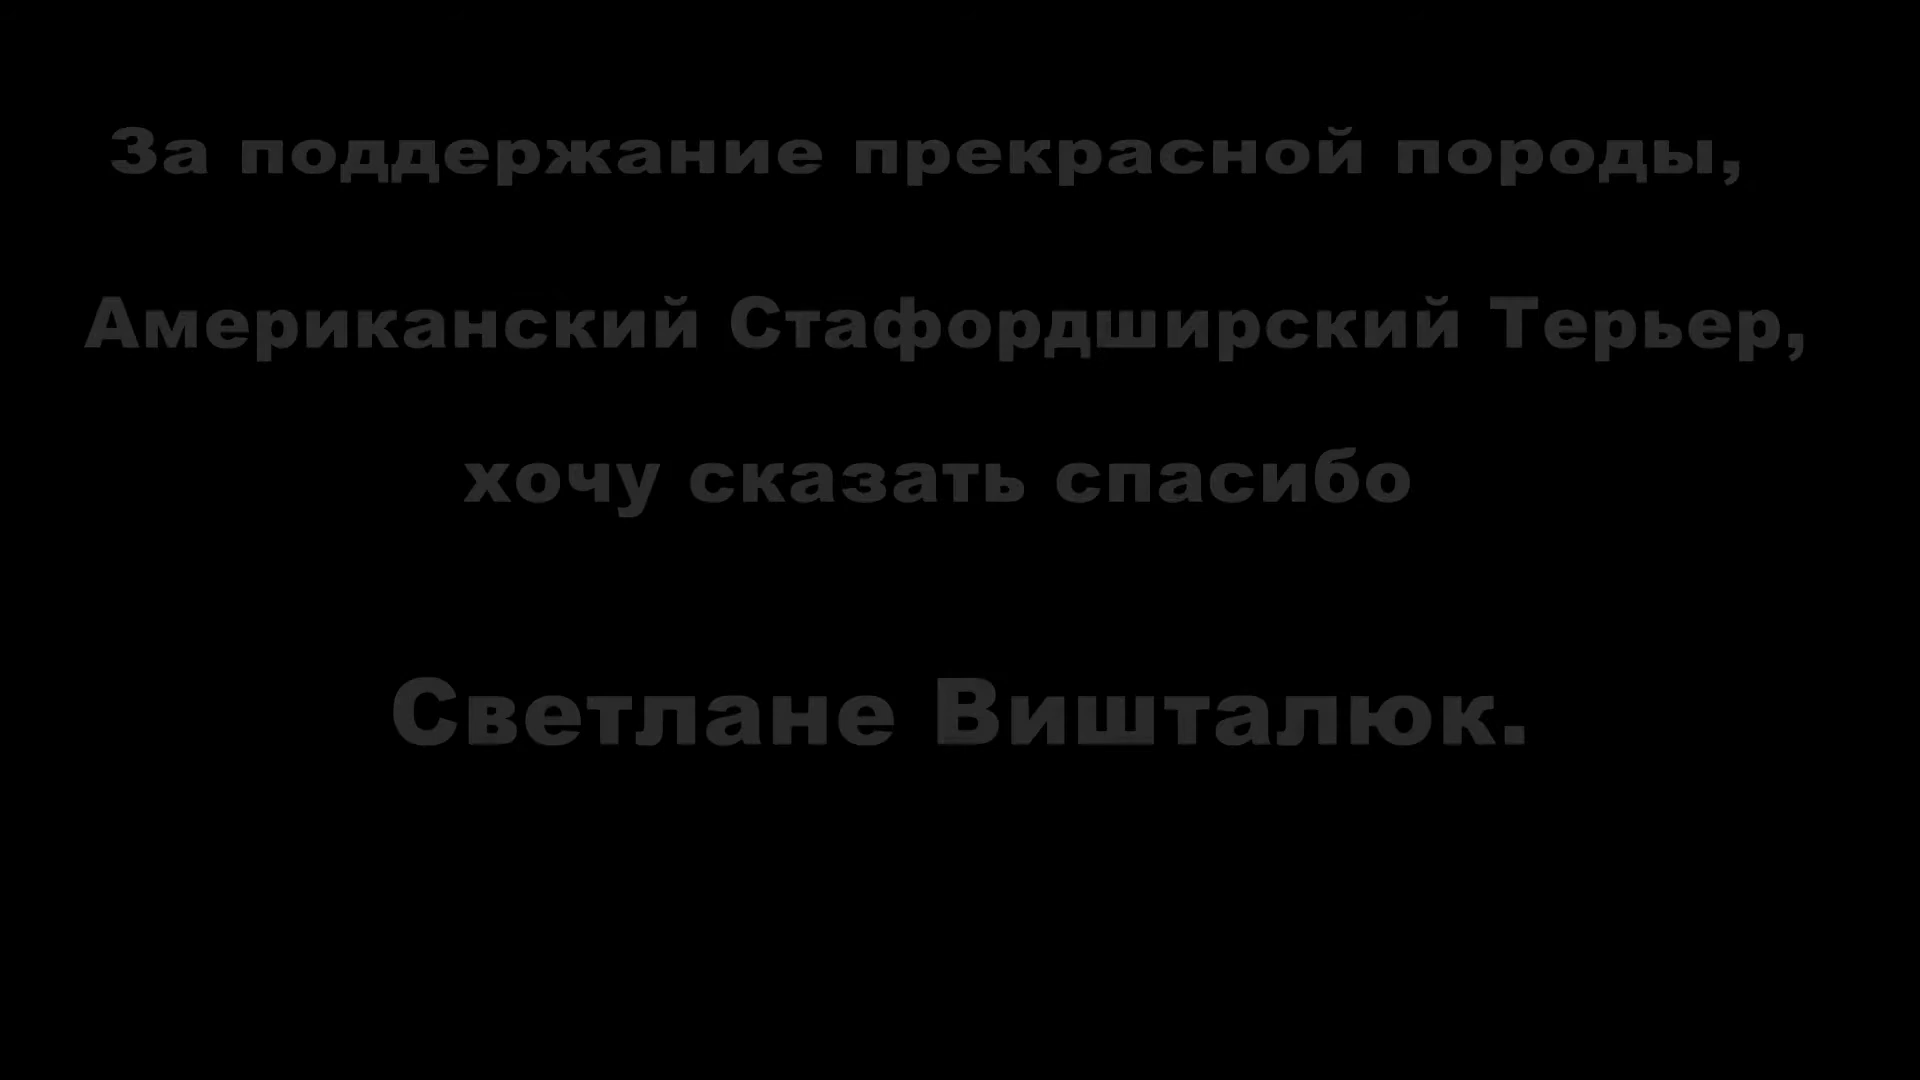 За поддержание прекрасной породы,
Американский Стафордширский Терьер,
хочу сказать спасибо
Светлане Вишталюк.